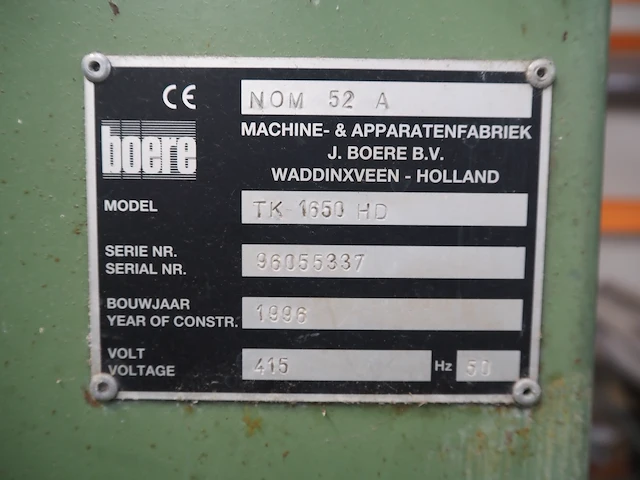 CE NOM 52 A
boere
MACHINE- & APPARATENFABRIEK
J. BOERE B.V.
WADDINXVEEN - HOLLAND
MODEL TK-1650 HD
SERIE NR.
SERIAL NR. 96055337
BOUWJAAR
YEAR OF CONSTR. 1996
VOLT
VOLTAGE 415 Hz 50